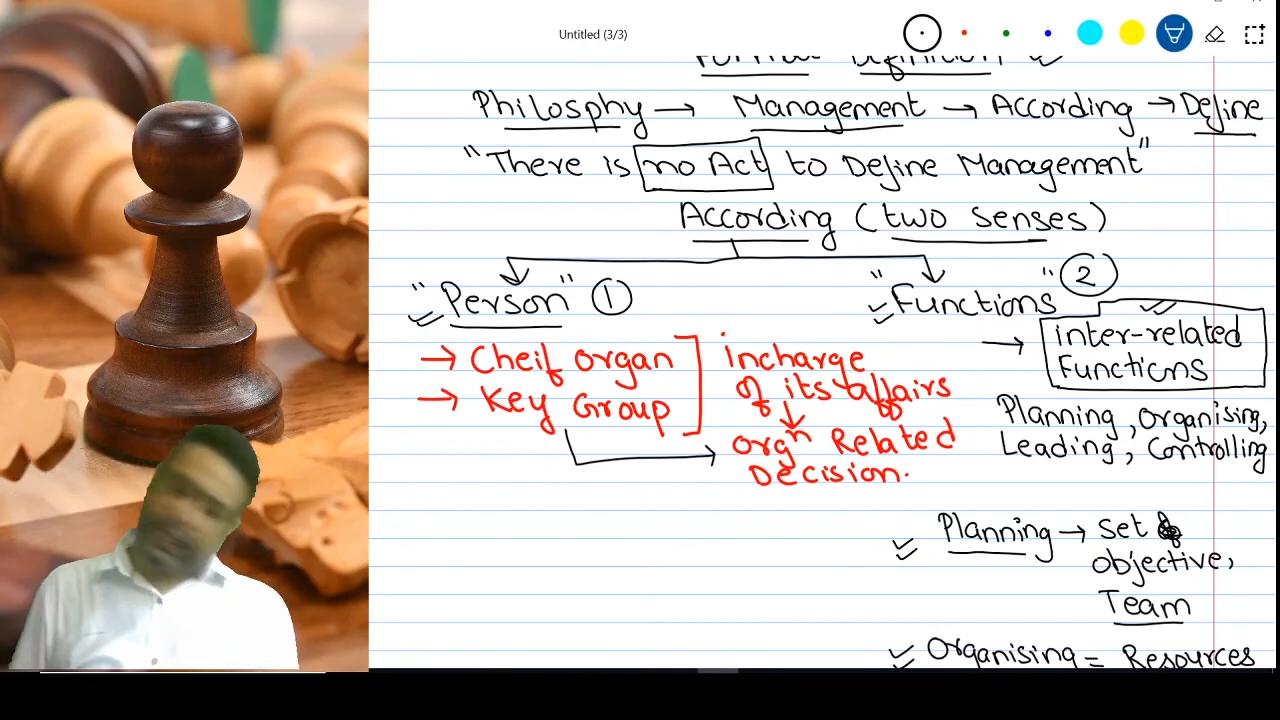 Untitled (3/3)
Formal Definition
Philosphy → Management → According → Define
"There is no Act to Define Management"
According (two senses)
"Person" ①
→ Cheif organ
→ Key Group
incharge
of its affairs
↓
orgⁿ Related
Decision.
"Functions" ②
→ inter-related
Functions
Planning, Organising,
Leading, Controlling
Planning → Set
objective,
Team
Organising = Resources